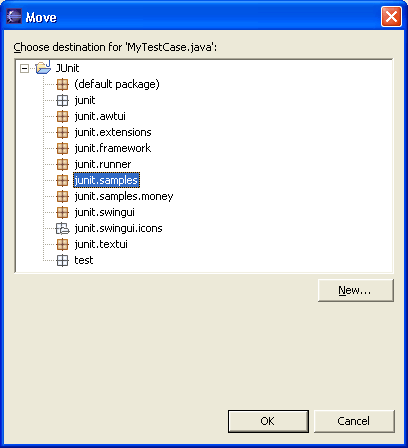 Move
Choose destination for 'MyTestCase.java':
JUnit
(default package)
junit
junit.awtui
junit.extensions
junit.framework
junit.runner
junit.samples
junit.samples.money
junit.swingui
junit.swingui.icons
junit.textui
test
New...
OK
Cancel